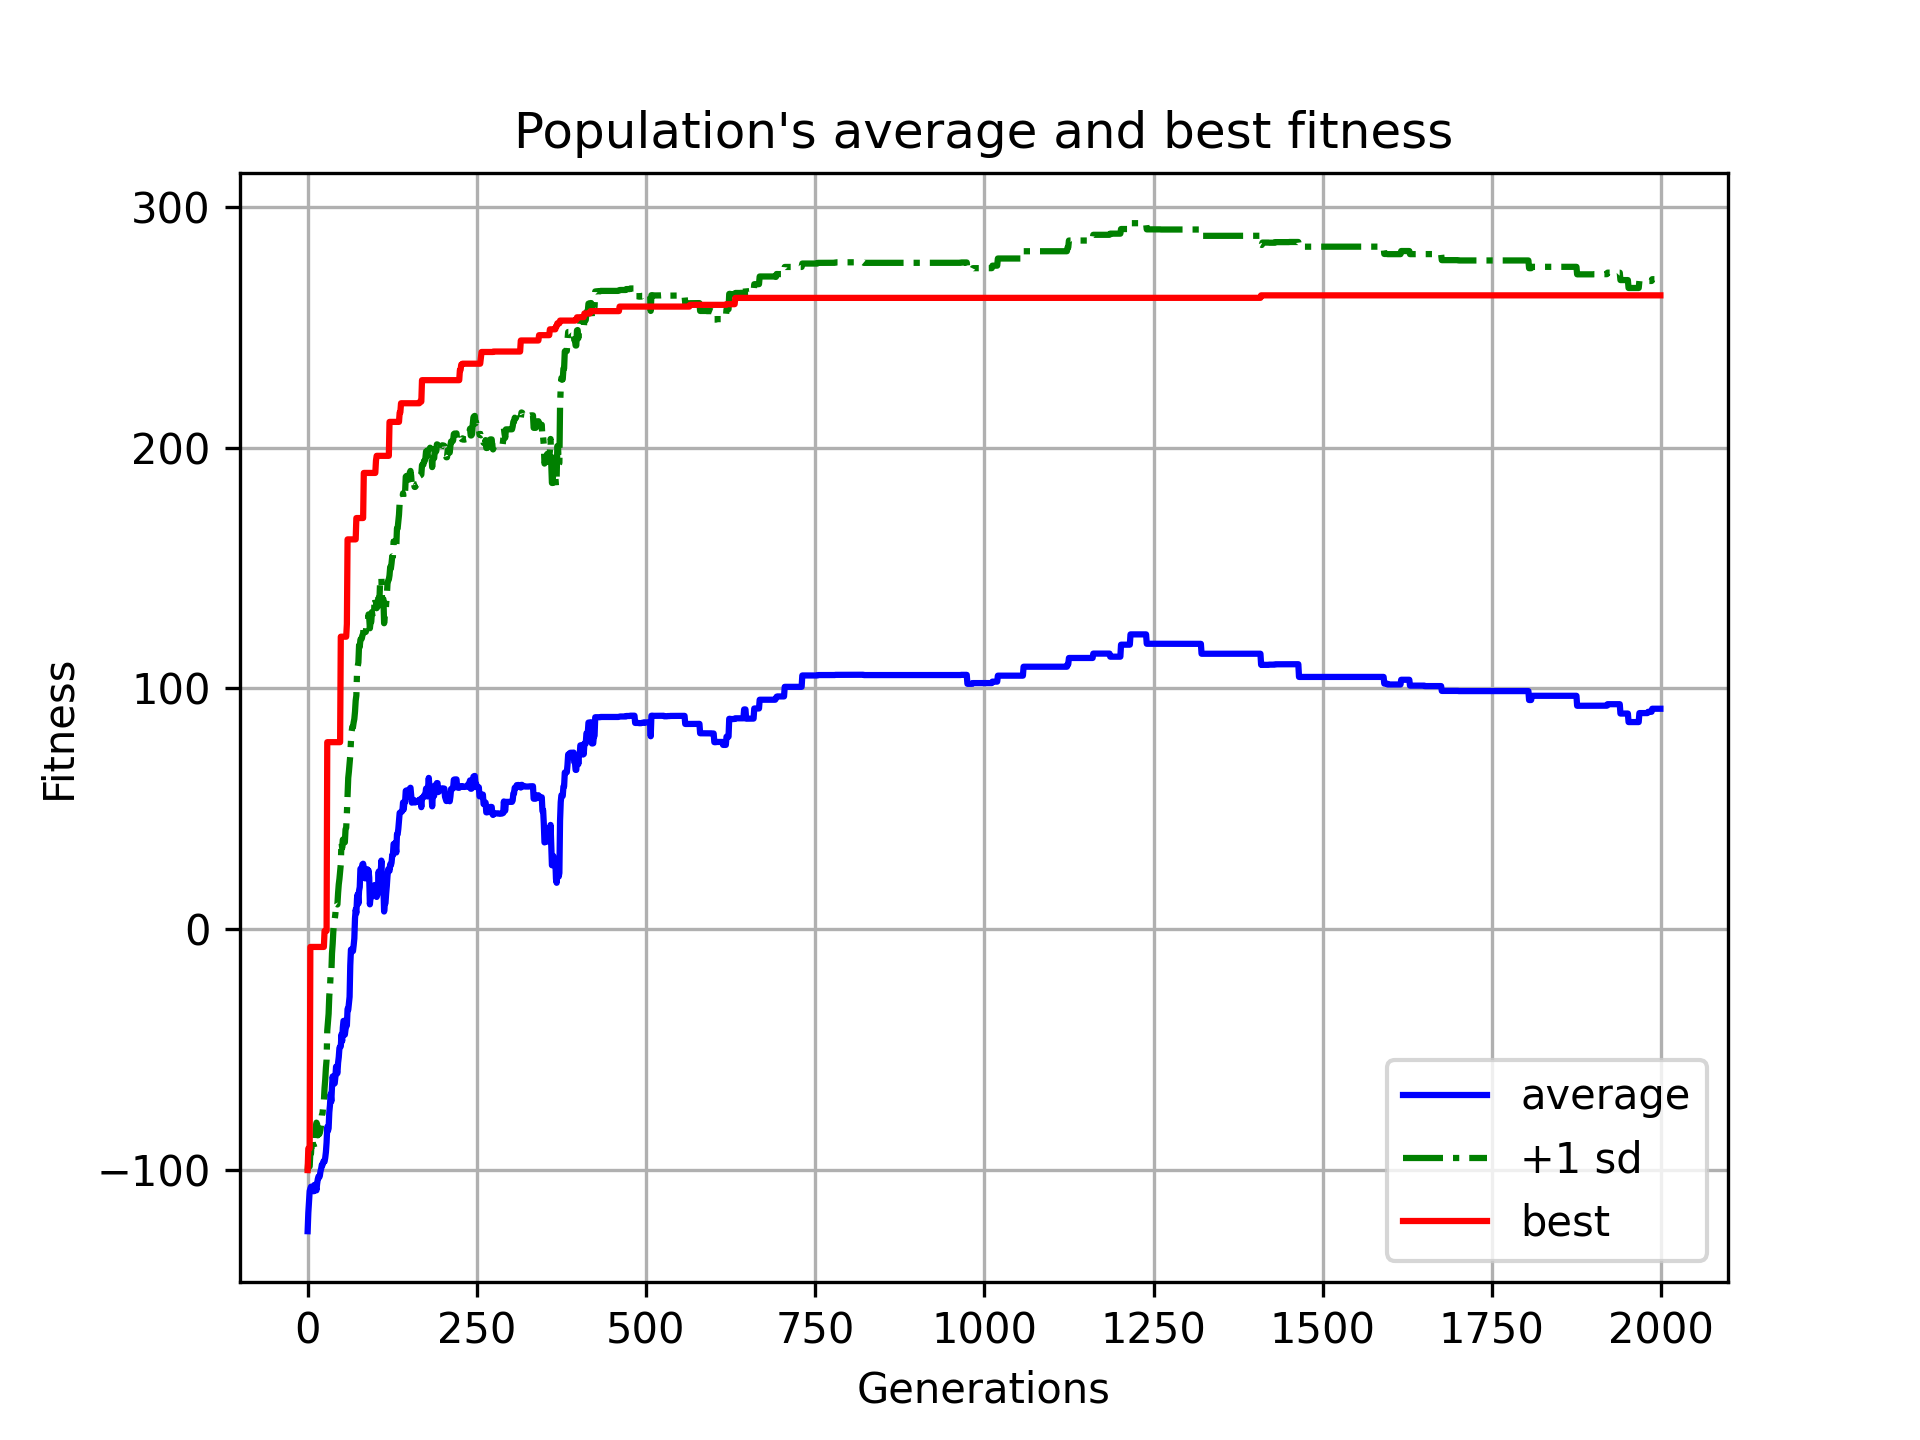 Population's average and best fitness
300
200
100
0
−100
Fitness
0 250 500 750 1000 1250 1500 1750 2000
Generations
average
+1 sd
best